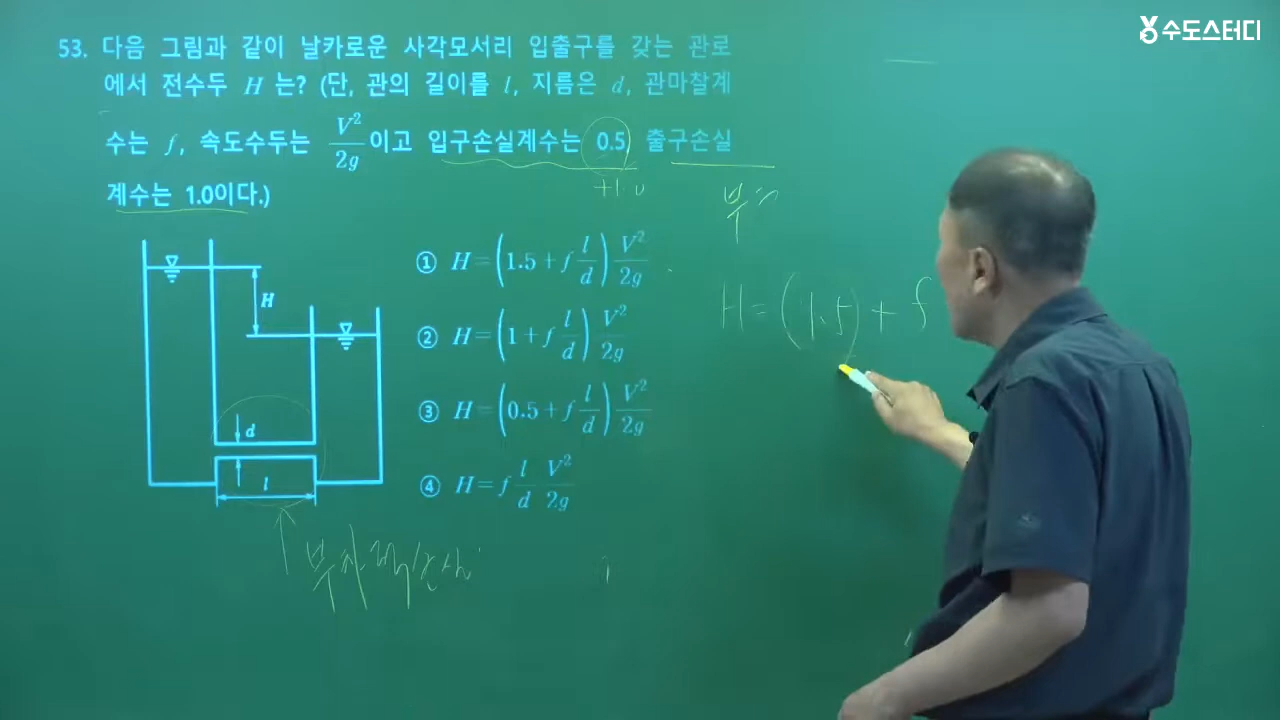 수도스터디
53. 다음 그림과 같이 날카로운 사각모서리 입출구를 갖는 관로
에서 전수두 H 는? (단, 관의 길이를 l, 지름은 d, 관마찰계
수는 f, 속도수두는 V²/2g 이고 입구손실계수는 0.5, 출구손실
계수는 1.0이다.)
+1.0
① H=(1.5+f l/d) V²/2g
② H=(1+f l/d) V²/2g
③ H=(0.5+f l/d) V²/2g
④ H=f l/d V²/2g
H
d
l
H=(1.5)+f